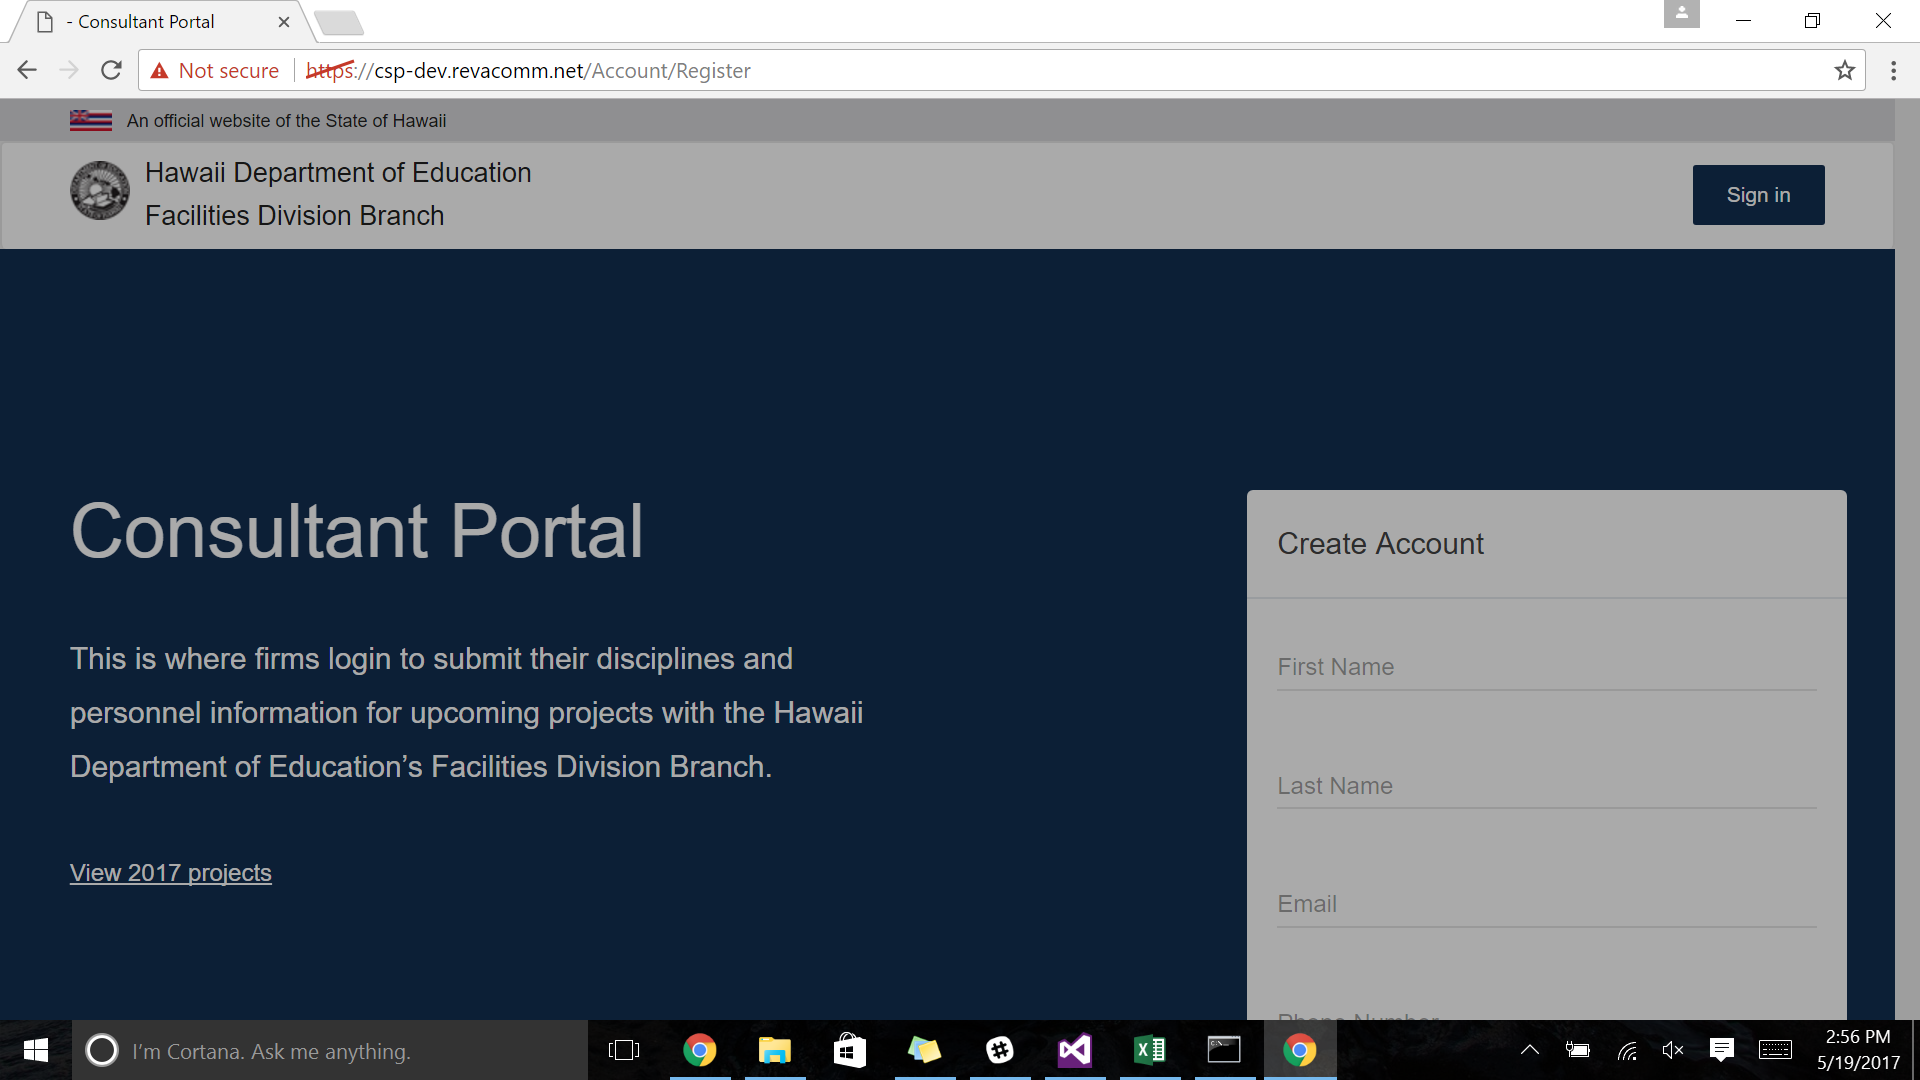 - Consultant Portal
Not secure
https://csp-dev.revacomm.net/Account/Register
An official website of the State of Hawaii
Hawaii Department of Education
Facilities Division Branch
Sign in
Consultant Portal
This is where firms login to submit their disciplines and
personnel information for upcoming projects with the Hawaii
Department of Education’s Facilities Division Branch.
View 2017 projects
Create Account
First Name
Last Name
Email
Phone Number
I'm Cortana. Ask me anything.
2:56 PM
5/19/2017